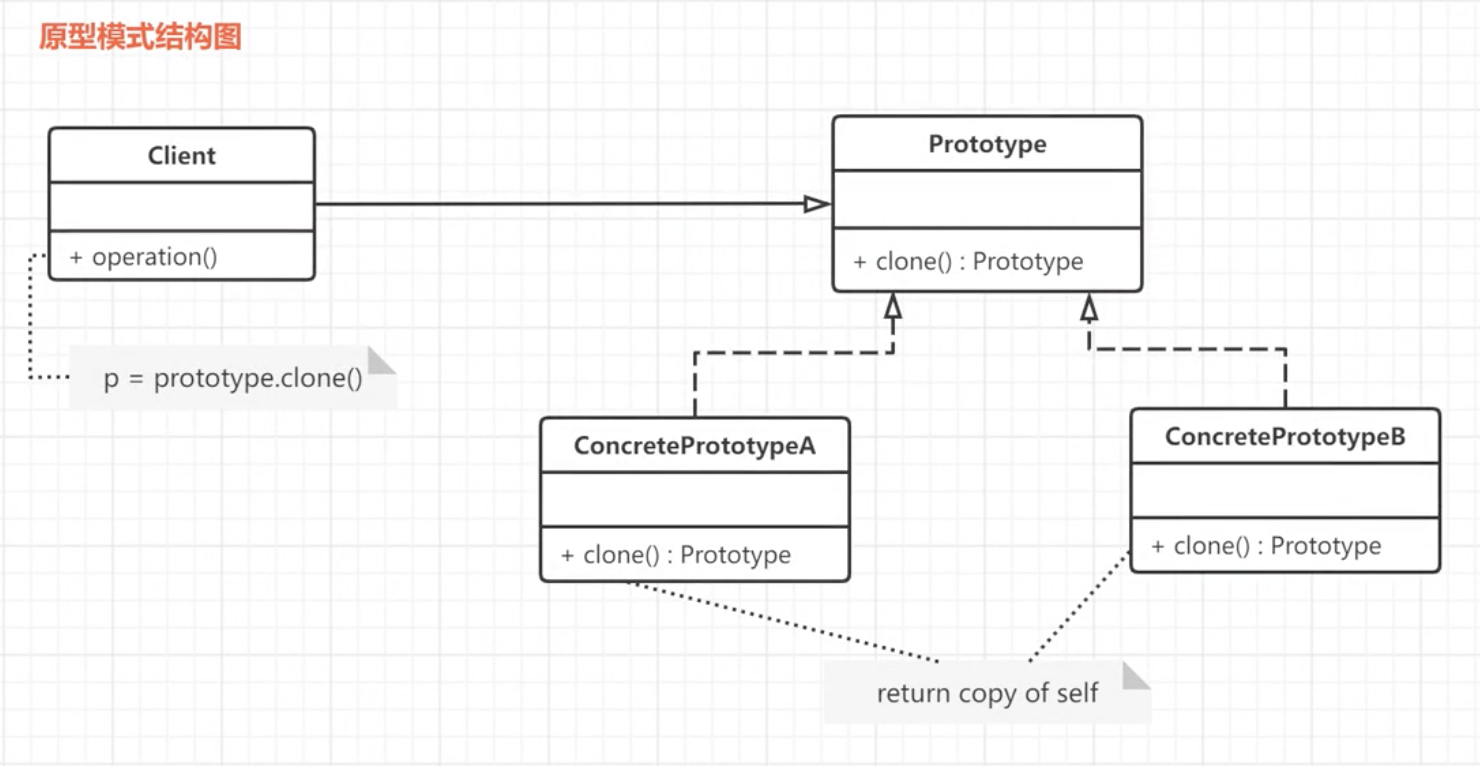 原型模式结构图
Client
+ operation()
p = prototype.clone()
Prototype
+ clone() : Prototype
ConcretePrototypeA
+ clone() : Prototype
ConcretePrototypeB
+ clone() : Prototype
return copy of self